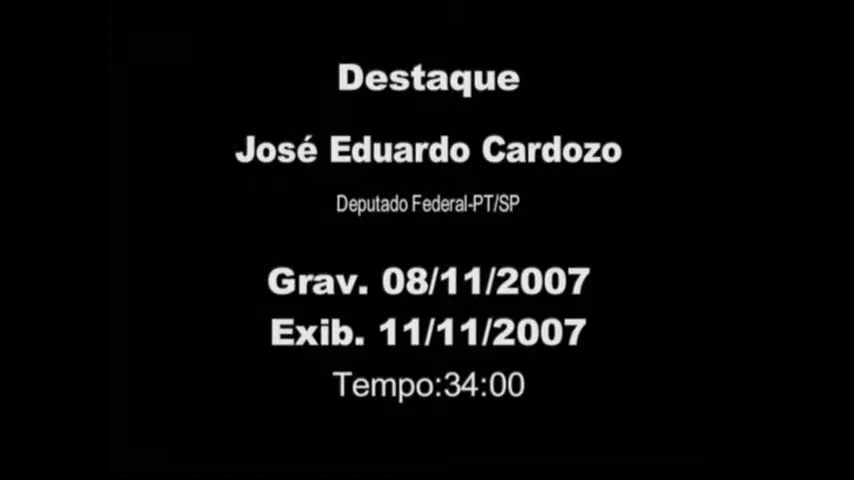 Destaque
José Eduardo Cardozo
Deputado Federal-PT/SP
Grav. 08/11/2007
Exib. 11/11/2007
Tempo:34:00